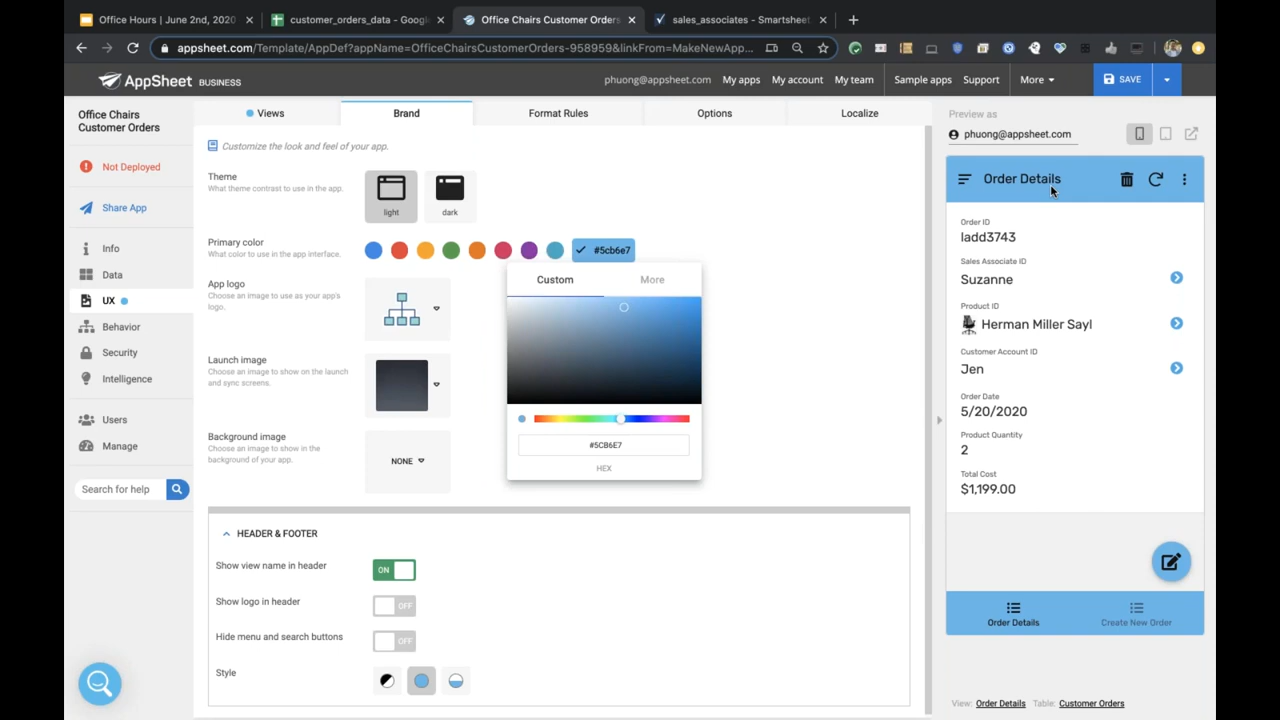 Office Hours | June 2nd, 2020
customer_orders_data - Google
Office Chairs Customer Orders
sales_associates - Smartsheet
appsheet.com/Template/AppDef?appName=OfficeChairsCustomerOrders-958959&linkFrom=MakeNewApp...
AppSheet BUSINESS
phuong@appsheet.com My apps My account My team Sample apps Support More SAVE
Office Chairs
Customer Orders
Not Deployed
Share App
Info
Data
UX
Behavior
Security
Intelligence
Users
Manage
Search for help
Views Brand Format Rules Options Localize
Customize the look and feel of your app.
Theme
What theme contrast to use in the app.
light dark
Primary color
What color to use in the app interface.
#5cb6e7
App logo
Choose an image to use as your app's
logo.
Launch image
Choose an image to show on the launch
and sync screens.
Background image
Choose an image to show in the
background of your app.
NONE
Custom More
#5CB6E7
HEX
HEADER & FOOTER
Show view name in header
ON
Show logo in header
OFF
Hide menu and search buttons
OFF
Style
Preview as
phuong@appsheet.com
Order Details
Order ID
ladd3743
Sales Associate ID
Suzanne
Product ID
Herman Miller Sayl
Customer Account ID
Jen
Order Date
5/20/2020
Product Quantity
2
Total Cost
$1,199.00
Order Details Create New Order
View: Order Details Table: Customer Orders